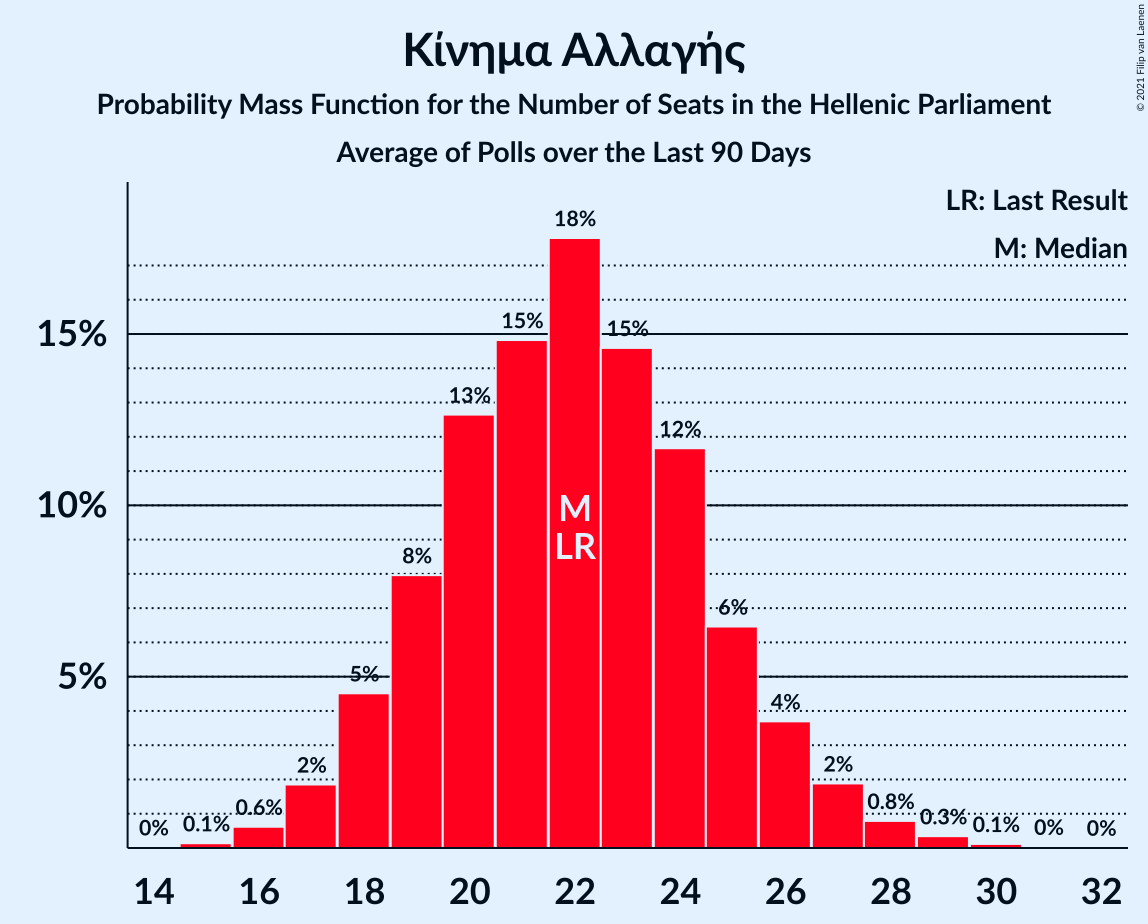 Κίνημα Αλλαγής
Probability Mass Function for the Number of Seats in the Hellenic Parliament
Average of Polls over the Last 90 Days
© 2021 Filip van Laenen
LR: Last Result
M: Median
15%
10%
5%
0%
0.1%
0.6%
2%
5%
8%
13%
15%
18%
15%
12%
6%
4%
2%
0.8%
0.3%
0.1%
0%
0%
M
LR
14 16 18 20 22 24 26 28 30 32